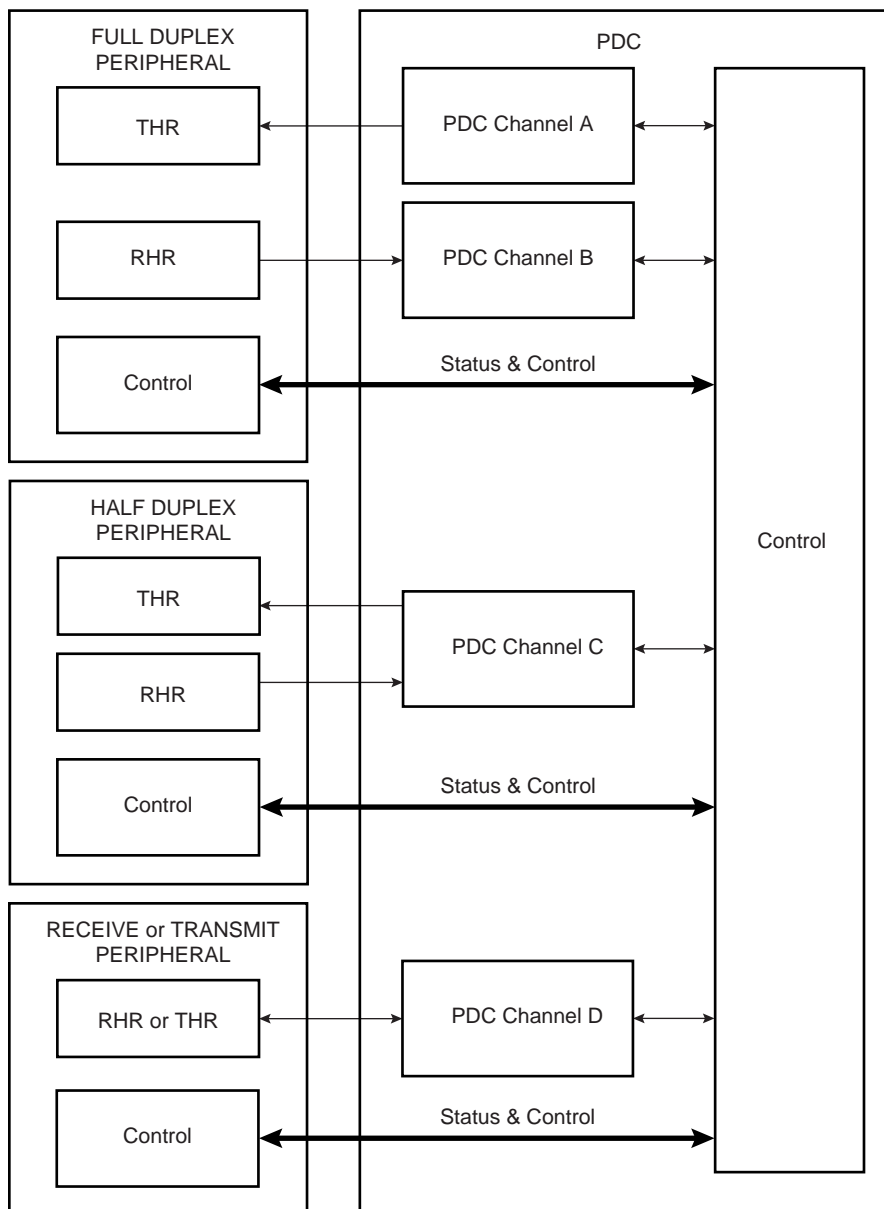 FULL DUPLEX
PERIPHERAL
THR
RHR
Control
PDC
PDC Channel A
PDC Channel B
Status & Control
HALF DUPLEX
PERIPHERAL
THR
RHR
Control
PDC Channel C
Status & Control
Control
RECEIVE or TRANSMIT
PERIPHERAL
RHR or THR
Control
PDC Channel D
Status & Control